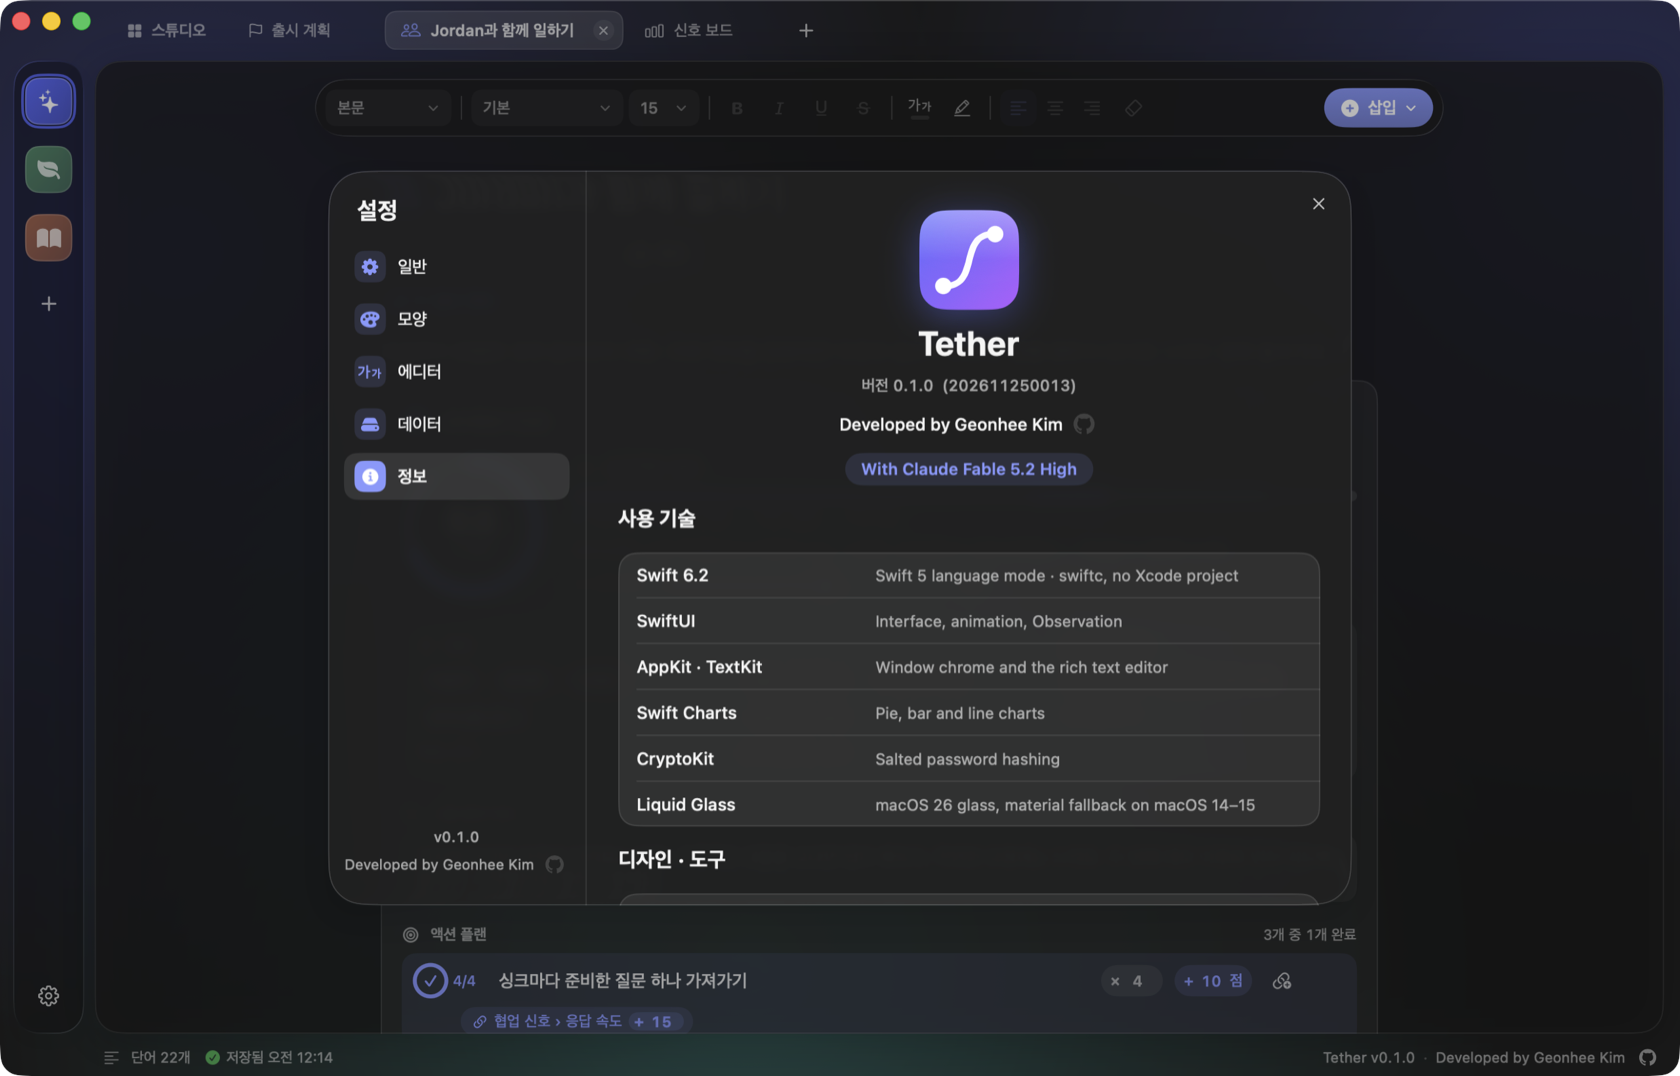 스튜디오
출시 계획
Jordan과 함께 일하기
신호 보드
본문
기본
15
B I U S
가가
삽입
설정
일반
모양
가가 에디터
데이터
정보
v0.1.0
Developed by Geonhee Kim
Tether
버전 0.1.0 (202611250013)
Developed by Geonhee Kim
With Claude Fable 5.2 High
사용 기술
Swift 6.2 Swift 5 language mode · swiftc, no Xcode project
SwiftUI Interface, animation, Observation
AppKit · TextKit Window chrome and the rich text editor
Swift Charts Pie, bar and line charts
CryptoKit Salted password hashing
Liquid Glass macOS 26 glass, material fallback on macOS 14–15
디자인 · 도구
액션 플랜 3개 중 1개 완료
4/4 싱크마다 준비한 질문 하나 가져가기 × 4 + 10 점
협업 신호 › 응답 속도 + 15
단어 22개 저장됨 오전 12:14
Tether v0.1.0 · Developed by Geonhee Kim